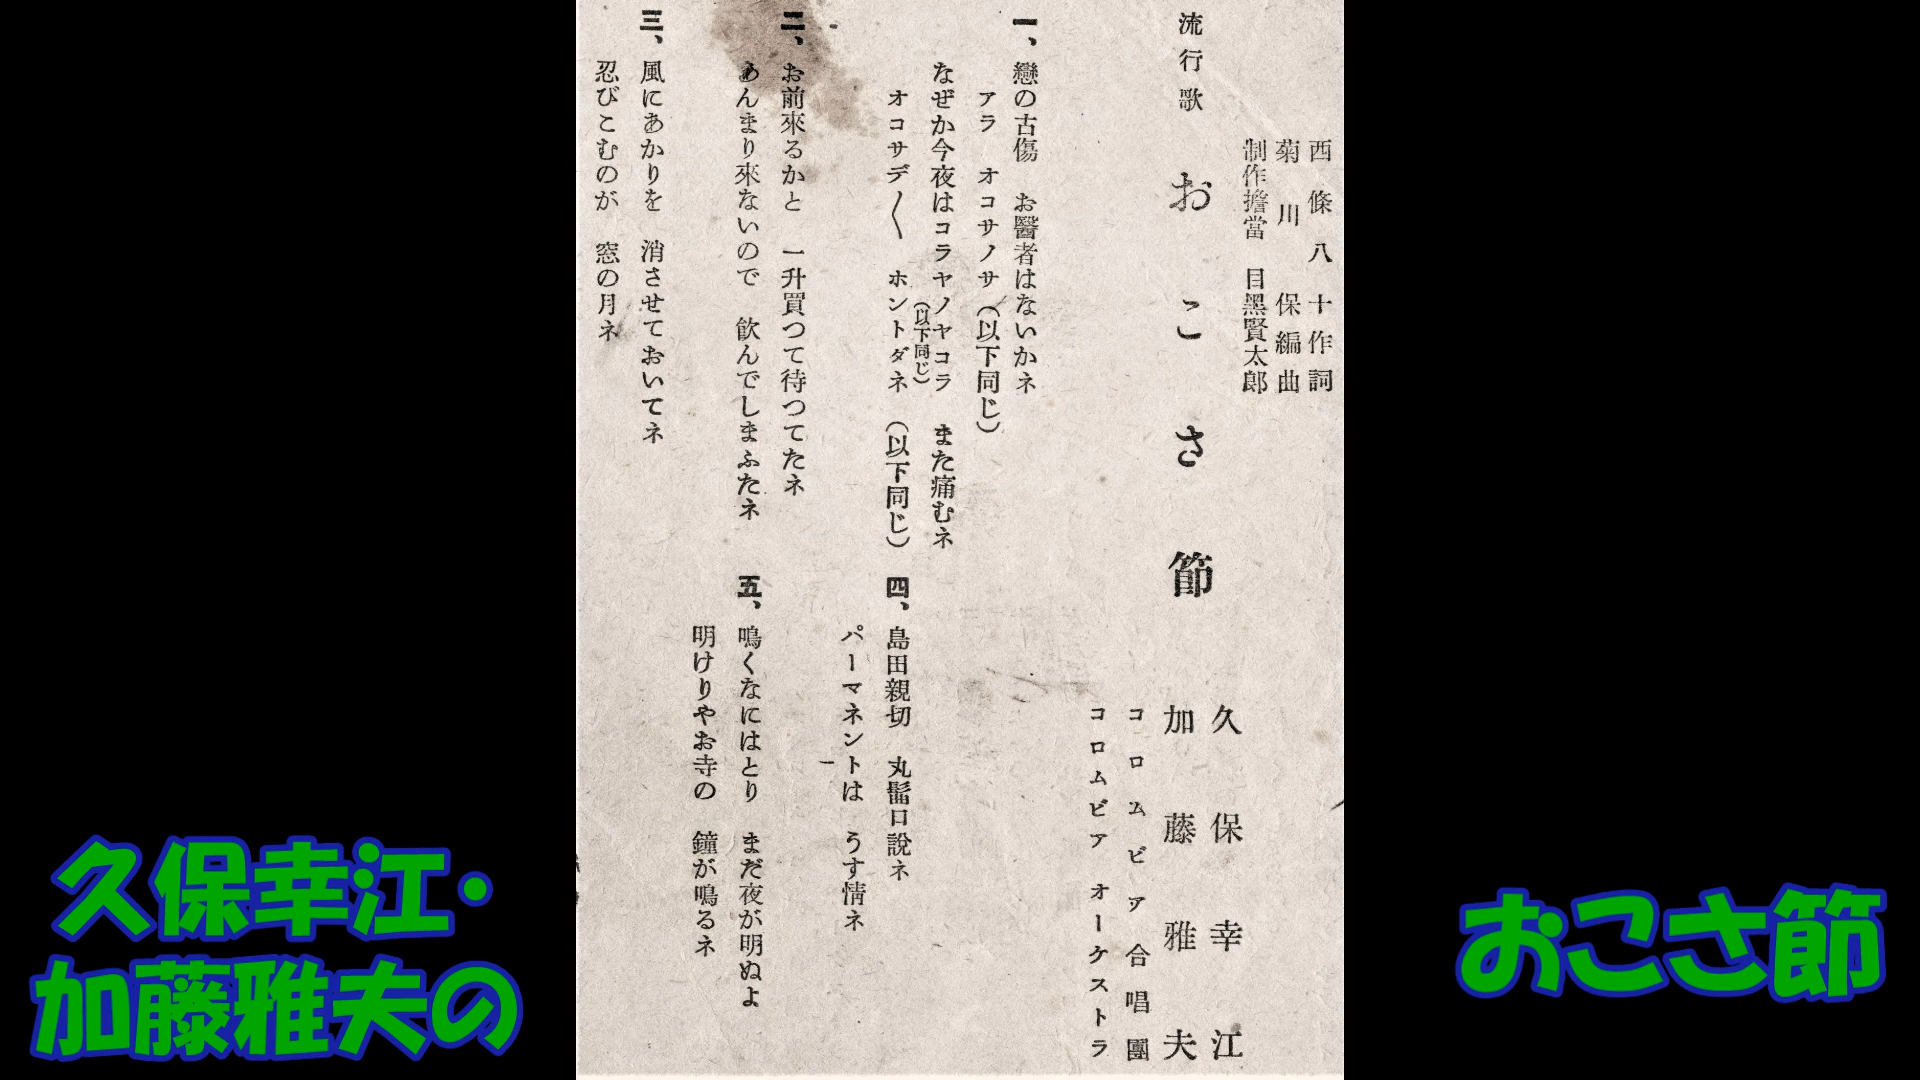 西條八十作詞
菊川保編曲
制作擔當　目黑賢太郎
流行歌　おこさ節
久保幸江
加藤雅夫
コロムビア合唱團
コロムビア　オーケストラ
一、戀の古傷　お醫者はないかネ
アラ　オコサノサ（以下同じ）
なぜか今夜はコラヤノヤコラ　また痛むネ
（以下同じ）
オコサデ〳〵　ホントダネ　（以下同じ）
二、お前來るかと　一升買つて待つてたネ
あんまり來ないので　飮んでしまふたネ
三、風にあかりを　消させておいてネ
忍びこむのが　窓の月ネ
四、島田親切　丸髷口說ネ
パーマネントは　うす情ネ
五、鳴くなにはとり　まだ夜が明ぬよ
明けりやお寺の　鐘が鳴るネ
久保幸江・
加藤雅夫の
おこさ節